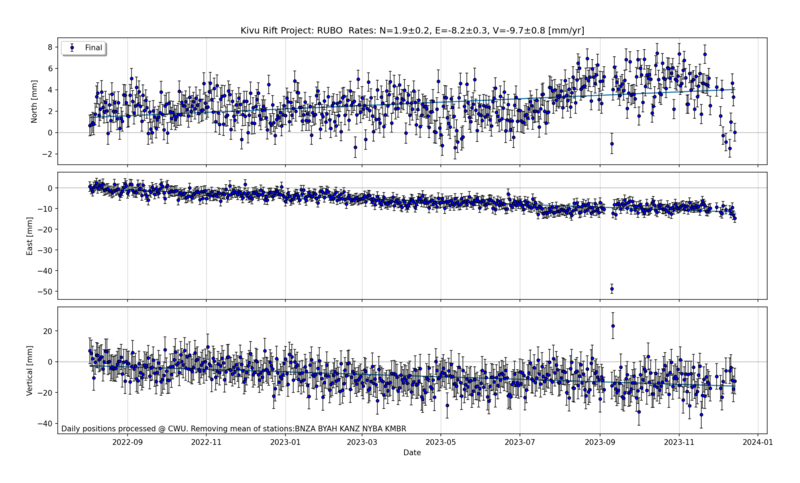 Kivu Rift Project: RUBO Rates: N=1.9±0.2, E=-8.2±0.3, V=-9.7±0.8 [mm/yr]
Final
North [mm]
8
6
4
2
0
−2
East [mm]
0
−10
−20
−30
−40
−50
Vertical [mm]
20
0
−20
−40
Daily positions processed @ CWU. Removing mean of stations:BNZA BYAH KANZ NYBA KMBR
2022-09 2022-11 2023-01 2023-03 2023-05 2023-07 2023-09 2023-11 2024-01
Date